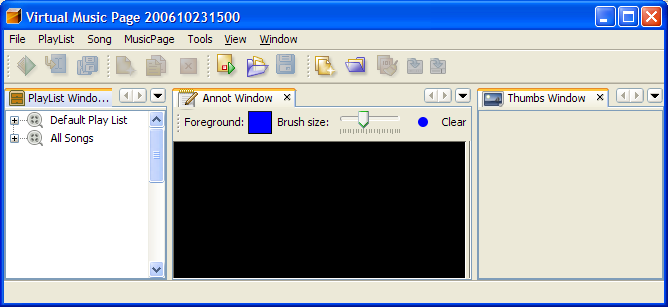 Virtual Music Page 200610231500
File PlayList Song MusicPage Tools View Window
PlayList Windo... Annot Window Thumbs Window
Default Play List
All Songs
Foreground: Brush size: Clear